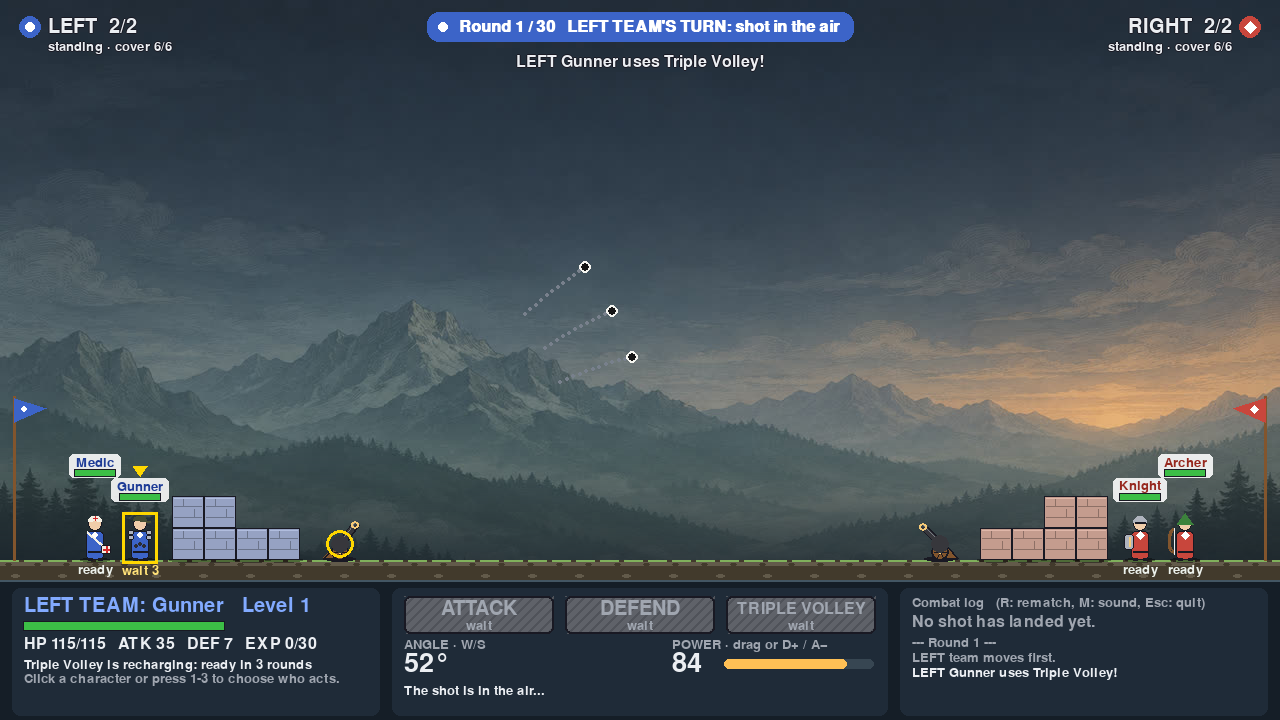 LEFT 2/2
standing · cover 6/6
Round 1 / 30 LEFT TEAM'S TURN: shot in the air
LEFT Gunner uses Triple Volley!
RIGHT 2/2
standing · cover 6/6
Medic
Gunner
Archer
Knight
ready
wait 3
ready
ready
LEFT TEAM: Gunner Level 1
HP 115/115 ATK 35 DEF 7 EXP 0/30
Triple Volley is recharging: ready in 3 rounds
Click a character or press 1-3 to choose who acts.
ATTACK
wait
DEFEND
wait
TRIPLE VOLLEY
wait
ANGLE · W/S
52°
POWER · drag or D+ / A−
84
The shot is in the air...
Combat log (R: rematch, M: sound, Esc: quit)
No shot has landed yet.
--- Round 1 ---
LEFT team moves first.
LEFT Gunner uses Triple Volley!